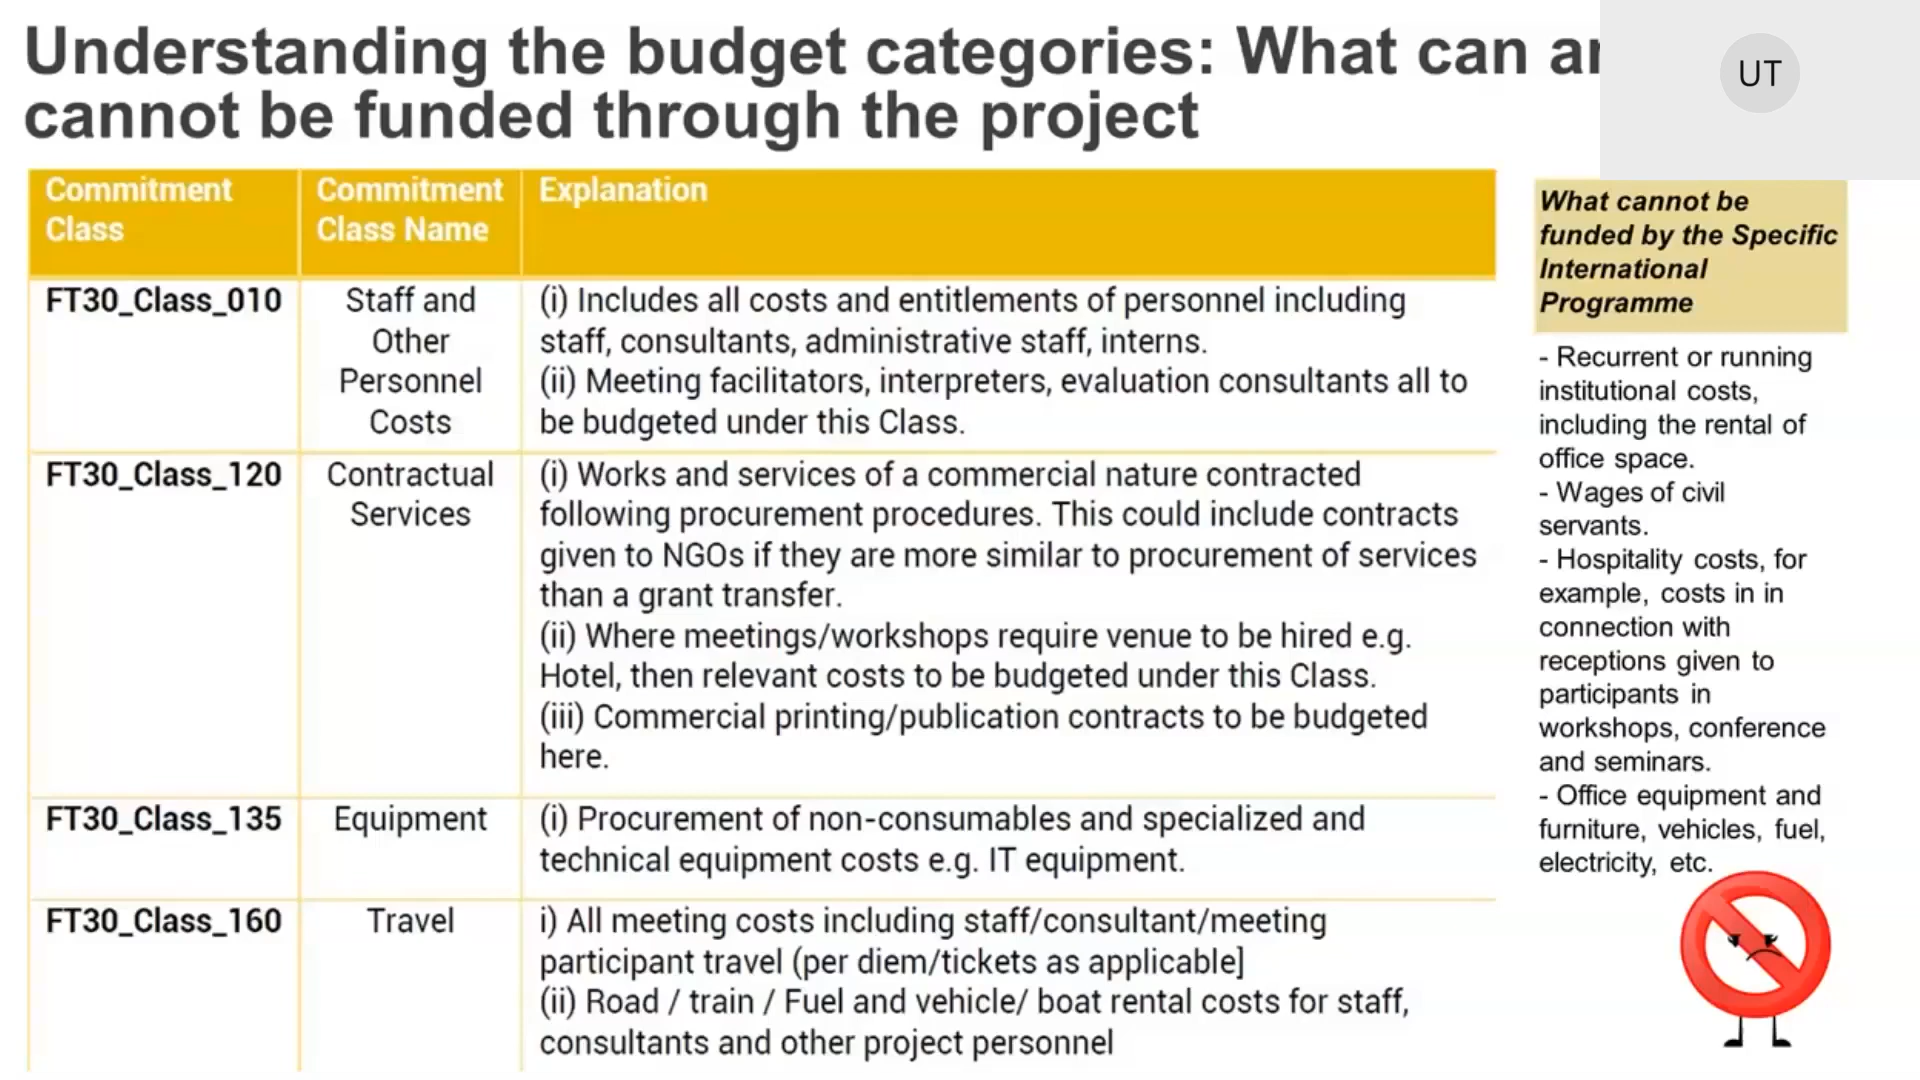 Understanding the budget categories: What can
cannot be funded through the project
UT
Commitment Class
Commitment Class Name
Explanation
FT30_Class_010
Staff and
Other
Personnel
Costs
(i) Includes all costs and entitlements of personnel including
staff, consultants, administrative staff, interns.
(ii) Meeting facilitators, interpreters, evaluation consultants all to
be budgeted under this Class.
FT30_Class_120
Contractual
Services
(i) Works and services of a commercial nature contracted
following procurement procedures. This could include contracts
given to NGOs if they are more similar to procurement of services
than a grant transfer.
(ii) Where meetings/workshops require venue to be hired e.g.
Hotel, then relevant costs to be budgeted under this Class.
(iii) Commercial printing/publication contracts to be budgeted
here.
FT30_Class_135
Equipment
(i) Procurement of non-consumables and specialized and
technical equipment costs e.g. IT equipment.
FT30_Class_160
Travel
i) All meeting costs including staff/consultant/meeting
participant travel (per diem/tickets as applicable]
(ii) Road / train / Fuel and vehicle/ boat rental costs for staff,
consultants and other project personnel
What cannot be
funded by the Specific
International
Programme
- Recurrent or running
institutional costs,
including the rental of
office space.
- Wages of civil
servants.
- Hospitality costs, for
example, costs in in
connection with
receptions given to
participants in
workshops, conference
and seminars.
- Office equipment and
furniture, vehicles, fuel,
electricity, etc.